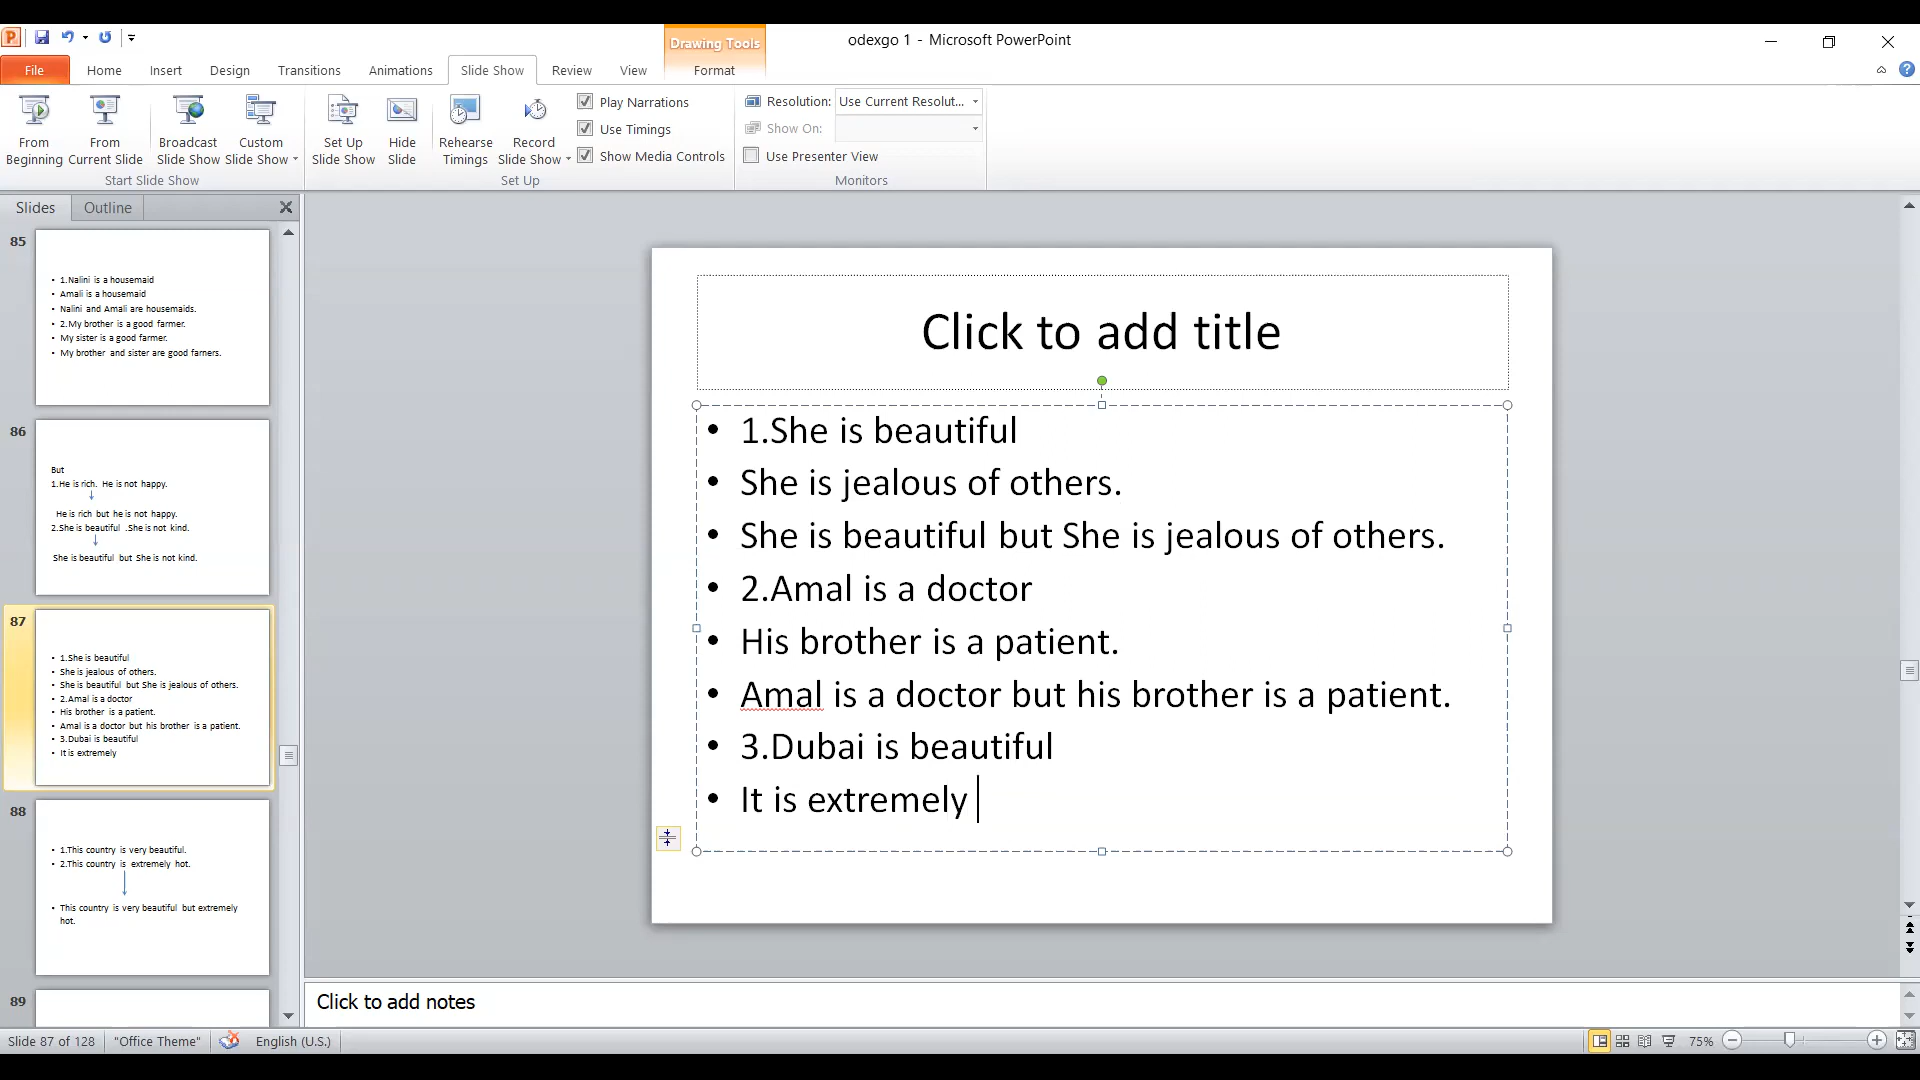 odexgo 1 - Microsoft PowerPoint
Drawing Tools
File
Home
Insert
Design
Transitions
Animations
Slide Show
Review
View
Format
From Beginning
From Current Slide
Broadcast Slide Show
Custom Slide Show
Start Slide Show
Set Up Slide Show
Hide Slide
Rehearse Timings
Record Slide Show
Play Narrations
Use Timings
Show Media Controls
Set Up
Resolution: Use Current Resolut...
Show On:
Use Presenter View
Monitors
Slides
Outline
85
• 1.Nalini is a housemaid
• Amali is a housemaid
• Nalini and Amali are housemaids.
• 2.My brother is a good farmer.
• My sister is a good farmer.
• My brother and sister are good farners.
86
But
1.He is rich. He is not happy.
He is rich but he is not happy.
2.She is beautiful .She is not kind.
She is beautiful but She is not kind.
87
• 1.She is beautiful
• She is jealous of others.
• She is beautiful but She is jealous of others.
• 2.Amal is a doctor
• His brother is a patient.
• Amal is a doctor but his brother is a patient.
• 3.Dubai is beautiful
• It is extremely
88
• 1.This country is very beautiful.
• 2.This country is extremely hot.
• This country is very beautiful but extremely
hot.
89
Click to add title
• 1.She is beautiful
• She is jealous of others.
• She is beautiful but She is jealous of others.
• 2.Amal is a doctor
• His brother is a patient.
• Amal is a doctor but his brother is a patient.
• 3.Dubai is beautiful
• It is extremely
Click to add notes
Slide 87 of 128
"Office Theme"
English (U.S.)
75%